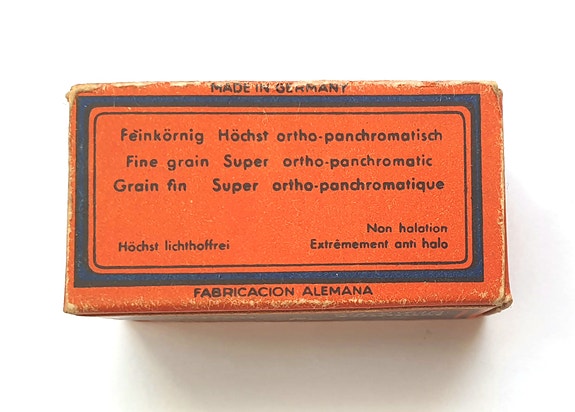 MADE IN GERMANY
Feinkörnig Höchst ortho-panchromatisch
Fine grain Super ortho-panchromatic
Grain fin Super ortho-panchromatique
Non halation
Höchst lichthoffrei Extrêmement anti halo
FABRICACION ALEMANA